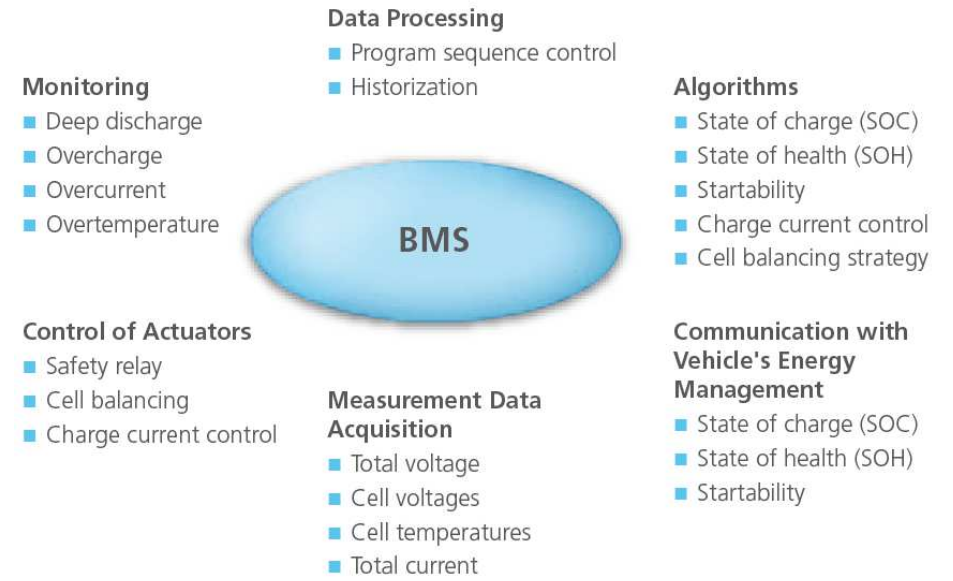 Data Processing
Program sequence control
Historization
Monitoring
Deep discharge
Overcharge
Overcurrent
Overtemperature
Algorithms
State of charge (SOC)
State of health (SOH)
Startability
Charge current control
Cell balancing strategy
BMS
Control of Actuators
Safety relay
Cell balancing
Charge current control
Measurement Data
Acquisition
Total voltage
Cell voltages
Cell temperatures
Total current
Communication with
Vehicle's Energy
Management
State of charge (SOC)
State of health (SOH)
Startability